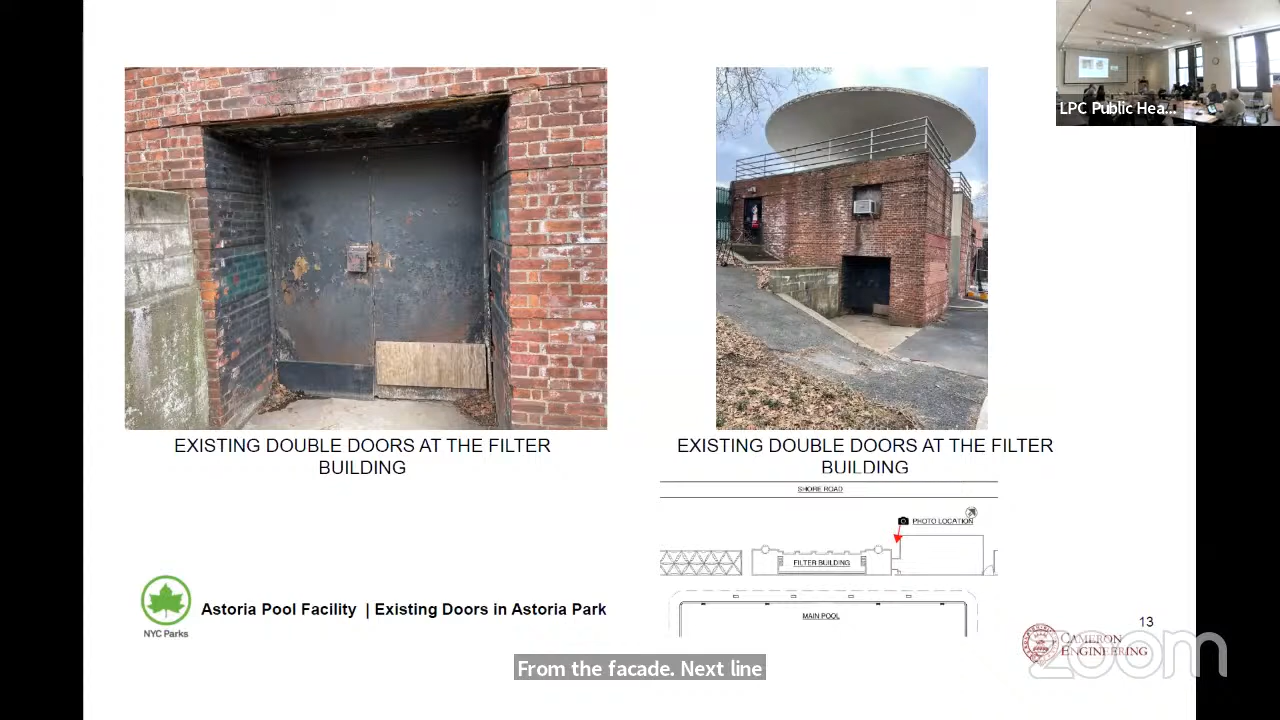 LPC Public Hea...
EXISTING DOUBLE DOORS AT THE FILTER
BUILDING
EXISTING DOUBLE DOORS AT THE FILTER
BUILDING
SHORE ROAD
PHOTO LOCATION
FILTER BUILDING
MAIN POOL
NYC Parks
Astoria Pool Facility | Existing Doors in Astoria Park
13
CAMERON
ENGINEERING
zoom
From the facade. Next line